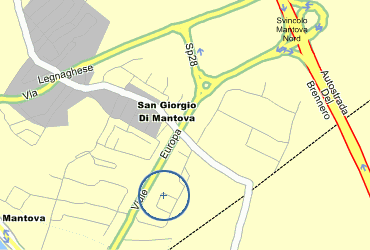 Svincolo
Mantova
Nord
Sp28
Legnaghese
Via
Autostrada
Del
Brennero
San Giorgio
Di Mantova
Europa
Viale
Mantova